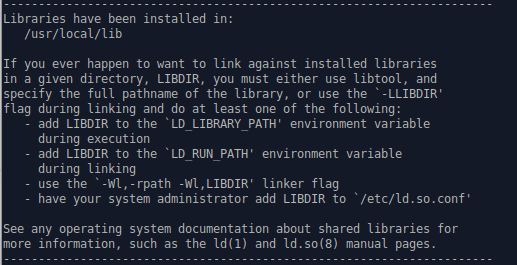 ----------------------------------------------------------------------
Libraries have been installed in:
   /usr/local/lib

If you ever happen to want to link against installed libraries
in a given directory, LIBDIR, you must either use libtool, and
specify the full pathname of the library, or use the `-LLIBDIR'
flag during linking and do at least one of the following:
   - add LIBDIR to the `LD_LIBRARY_PATH' environment variable
     during execution
   - add LIBDIR to the `LD_RUN_PATH' environment variable
     during linking
   - use the `-Wl,-rpath -Wl,LIBDIR' linker flag
   - have your system administrator add LIBDIR to `/etc/ld.so.conf'

See any operating system documentation about shared libraries for
more information, such as the ld(1) and ld.so(8) manual pages.
----------------------------------------------------------------------